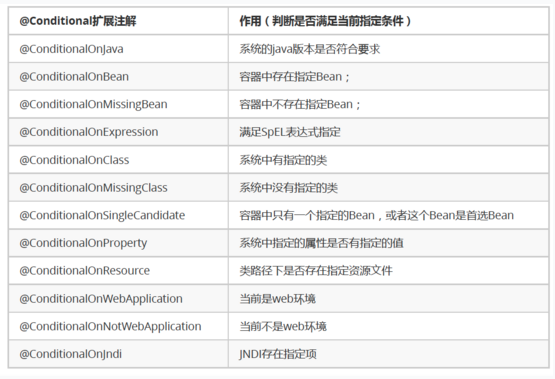 @Conditional扩展注解 作用（判断是否满足当前指定条件）
@ConditionalOnJava 系统的java版本是否符合要求
@ConditionalOnBean 容器中存在指定Bean；
@ConditionalOnMissingBean 容器中不存在指定Bean；
@ConditionalOnExpression 满足SpEL表达式指定
@ConditionalOnClass 系统中有指定的类
@ConditionalOnMissingClass 系统中没有指定的类
@ConditionalOnSingleCandidate 容器中只有一个指定的Bean，或者这个Bean是首选Bean
@ConditionalOnProperty 系统中指定的属性是否有指定的值
@ConditionalOnResource 类路径下是否存在指定资源文件
@ConditionalOnWebApplication 当前是web环境
@ConditionalOnNotWebApplication 当前不是web环境
@ConditionalOnJndi JNDI存在指定项